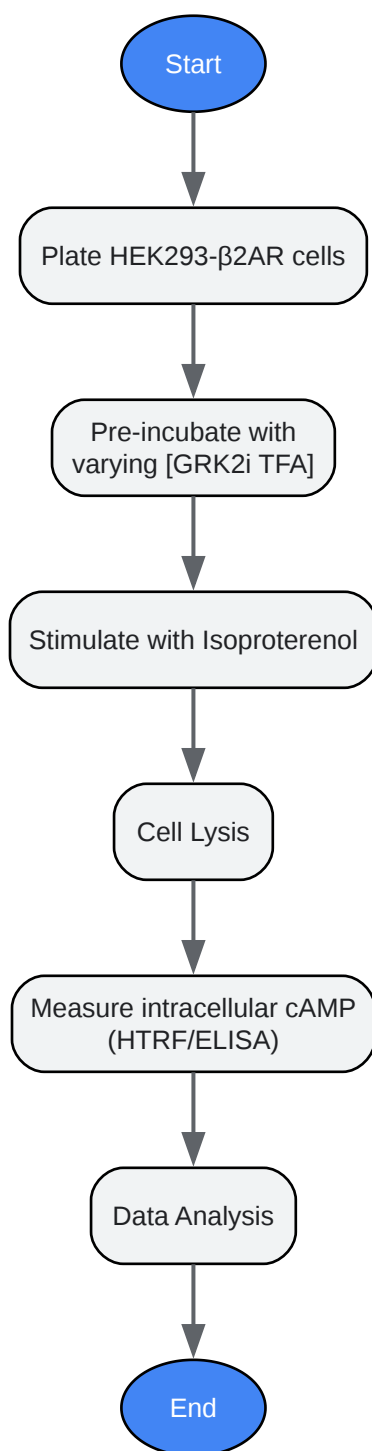 Start
Plate HEK293-β2AR cells
Pre-incubate with
varying [GRK2i TFA]
Stimulate with Isoproterenol
Cell Lysis
Measure intracellular cAMP
(HTRF/ELISA)
Data Analysis
End